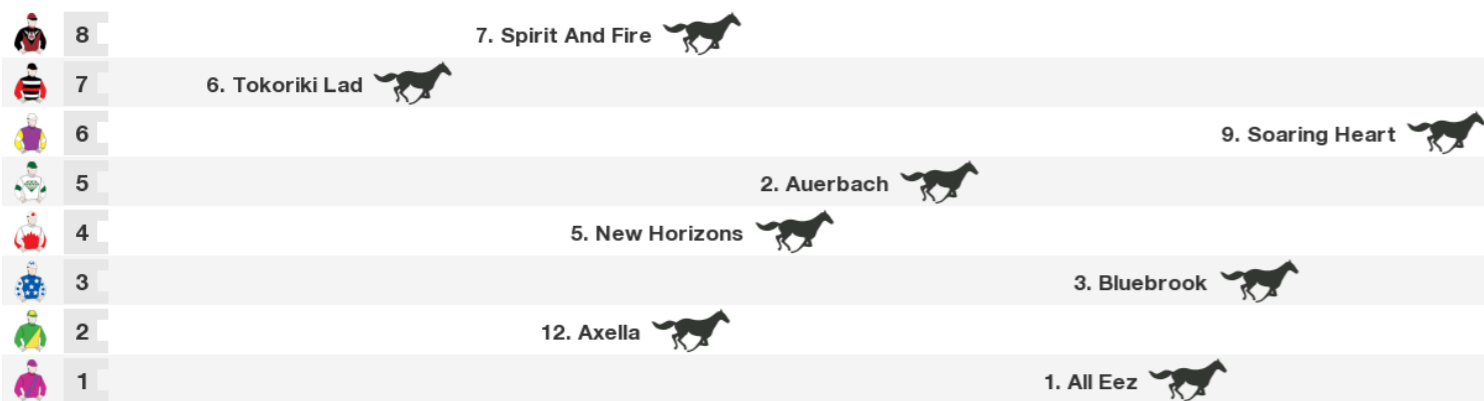 8 7. Spirit And Fire
7 6. Tokoriki Lad
6 9. Soaring Heart
5 2. Auerbach
4 5. New Horizons
3 3. Bluebrook
2 12. Axella
1 1. All Eez